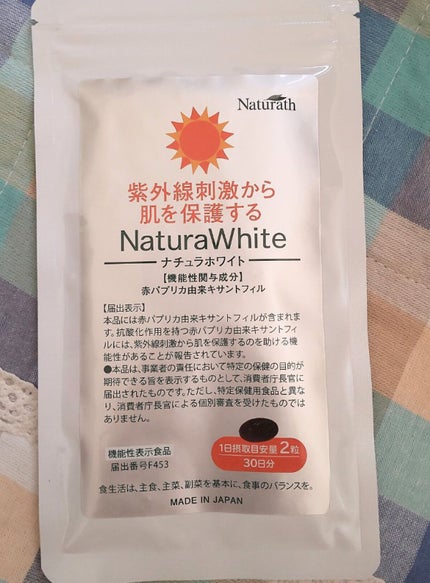 Naturath
紫外線刺激から
肌を保護する
NaturaWhite
ナチュラホワイト
【機能性関与成分】
赤パプリカ由来キサントフィル
【届出表示】
本品には赤パプリカ由来キサントフィルが含まれま
す。抗酸化作用を持つ赤パプリカ由来キサントフィ
ルには、紫外線刺激から肌を保護するのを助ける機
能性があることが報告されています。
●本品は、事業者の責任において特定の保健の目的が
期待できる旨を表示するものとして、消費者庁長官に
届出されたものです。ただし、特定保健用食品と異な
り、消費者庁長官による個別審査を受けたものでは
ありません。
機能性表示食品
届出番号F453
1日摂取目安量2粒
30日分
食生活は、主食、主菜、副菜を基本に、食事のバランスを。
MADE IN JAPAN